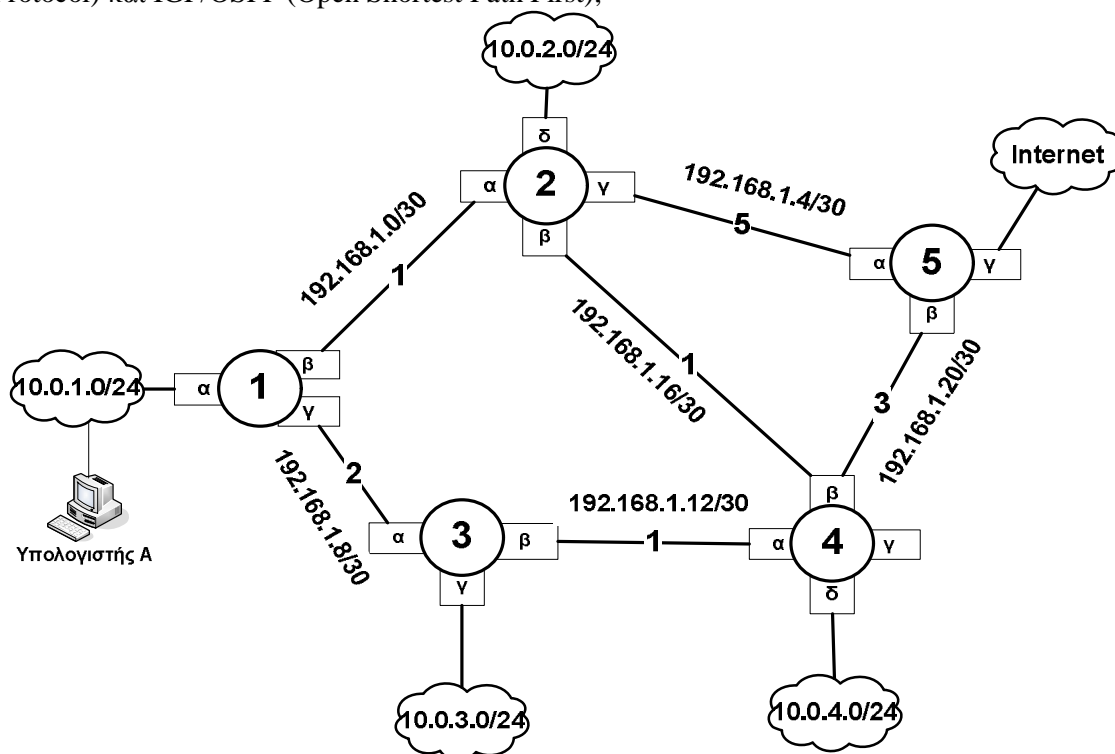 rotocol) και IGP/OSPF (Open Shortest Path First);
10.0.2.0/24
δ
α
2
γ
β
Internet
192.168.1.4/30
5
192.168.1.0/30
1
α
5
γ
β
192.168.1.16/30
1
192.168.1.20/30
3
10.0.1.0/24
α
1
β
γ
2
192.168.1.8/30
Υπολογιστής Α
192.168.1.12/30
1
α
3
β
γ
β
α
4
γ
δ
10.0.3.0/24
10.0.4.0/24